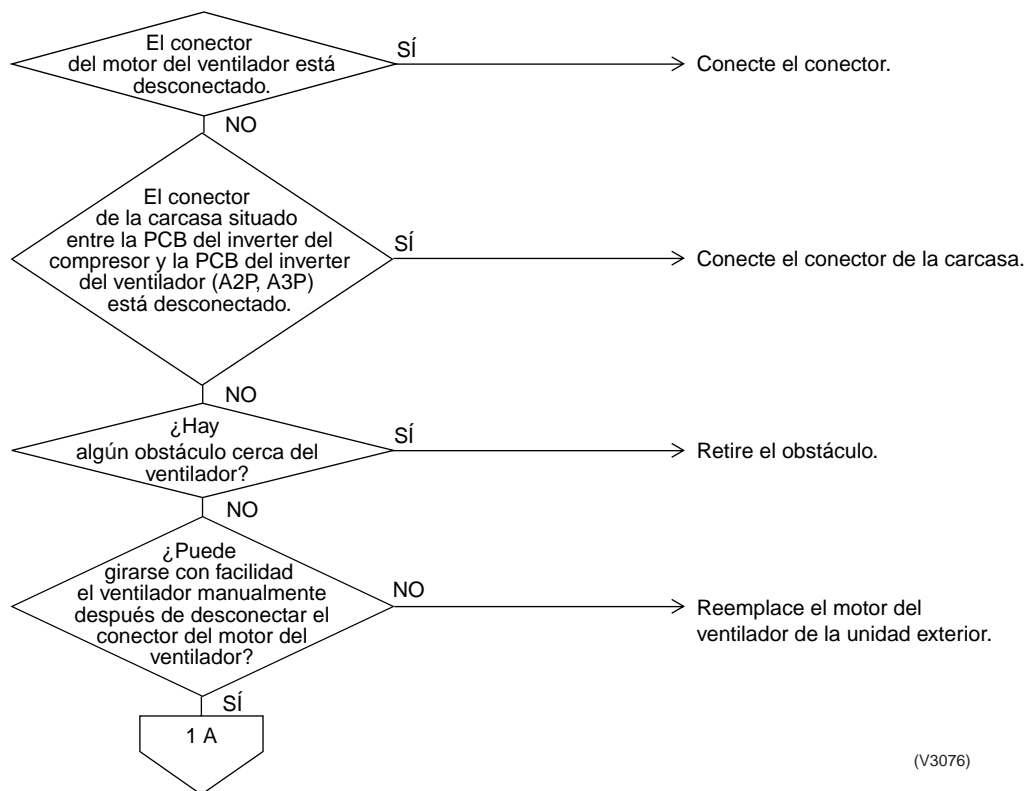 El conector
del motor del ventilador está
desconectado.
SÍ
Conecte el conector.
NO
El conector
de la carcasa situado
entre la PCB del inverter del
compresor y la PCB del inverter
del ventilador (A2P, A3P)
está desconectado.
SÍ
Conecte el conector de la carcasa.
NO
¿Hay
algún obstáculo cerca del
ventilador?
SÍ
Retire el obstáculo.
NO
¿Puede
girarse con facilidad
el ventilador manualmente
después de desconectar el
conector del motor del
ventilador?
NO
Reemplace el motor del
ventilador de la unidad exterior.
SÍ
1 A
(V3076)